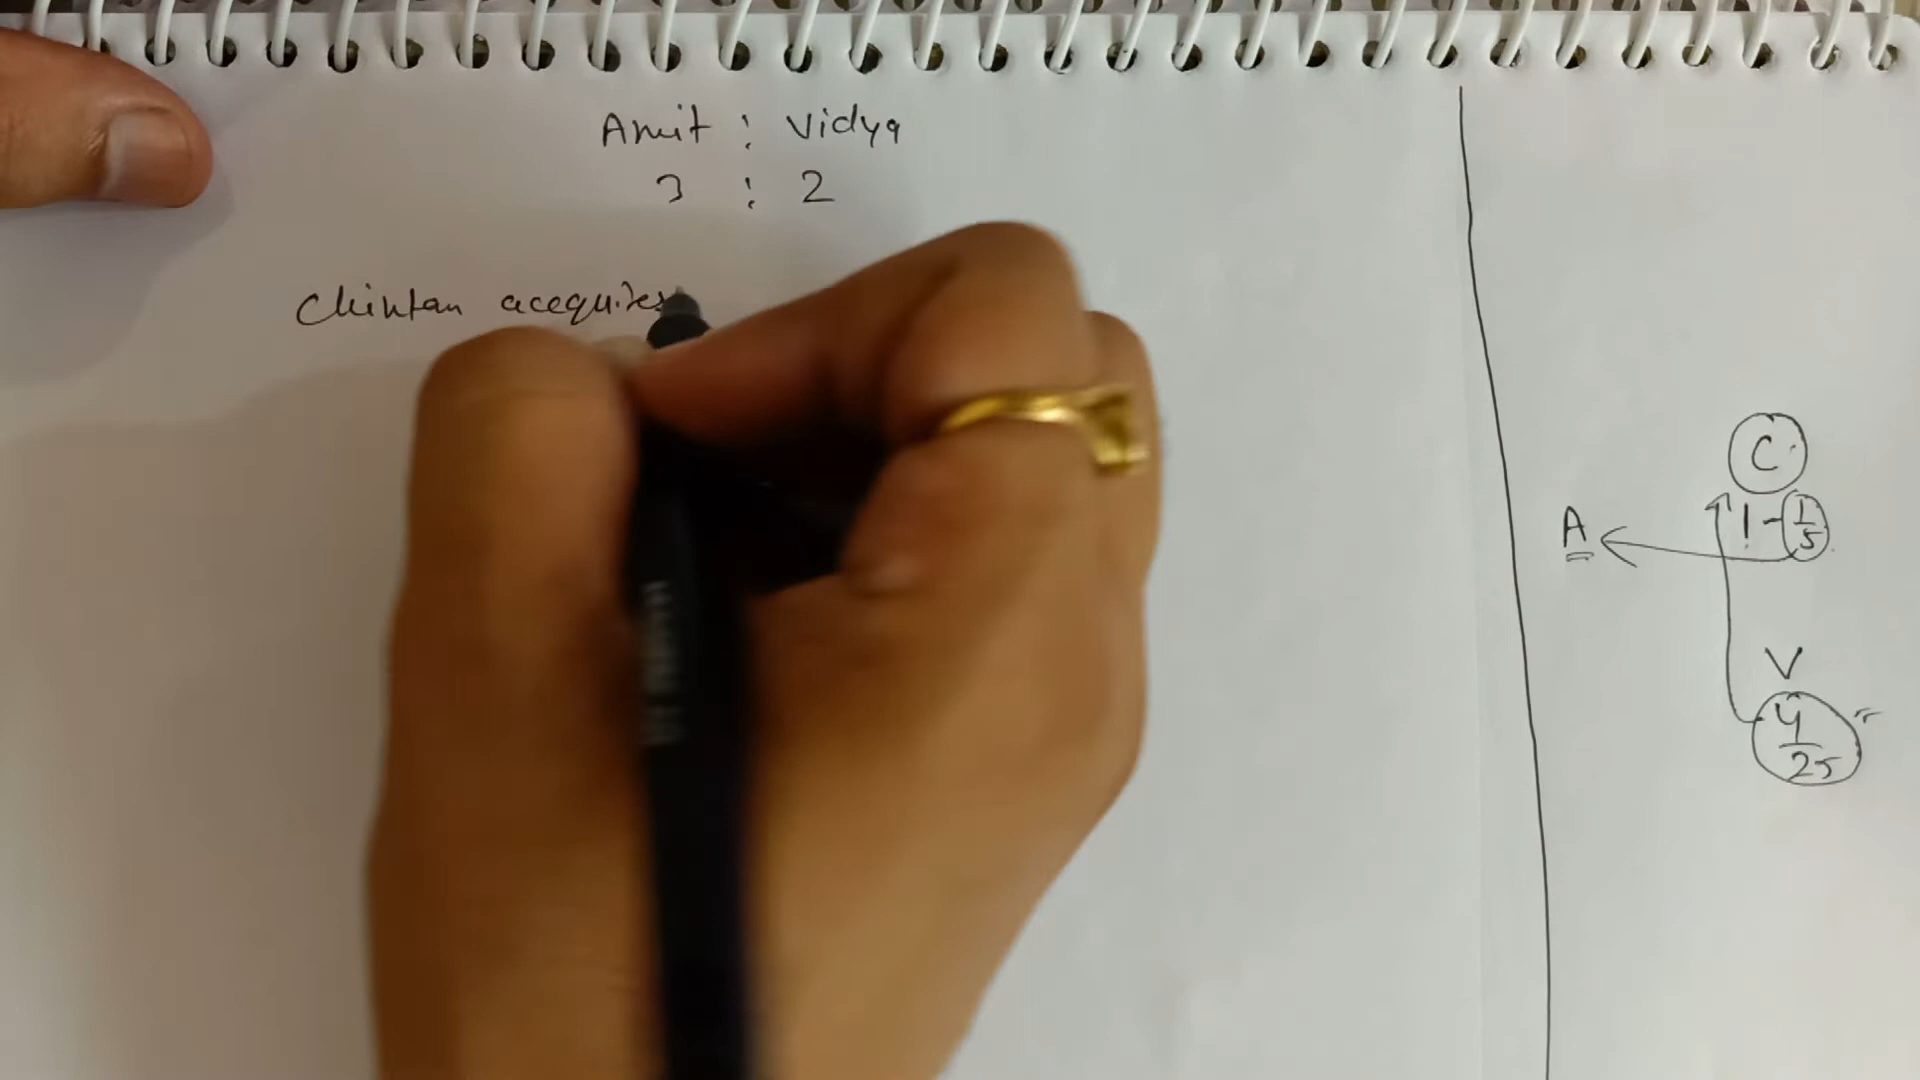 Amit : Vidya
3 : 2
Chintan acequires
C
A
1 - 1/5
V
4/25